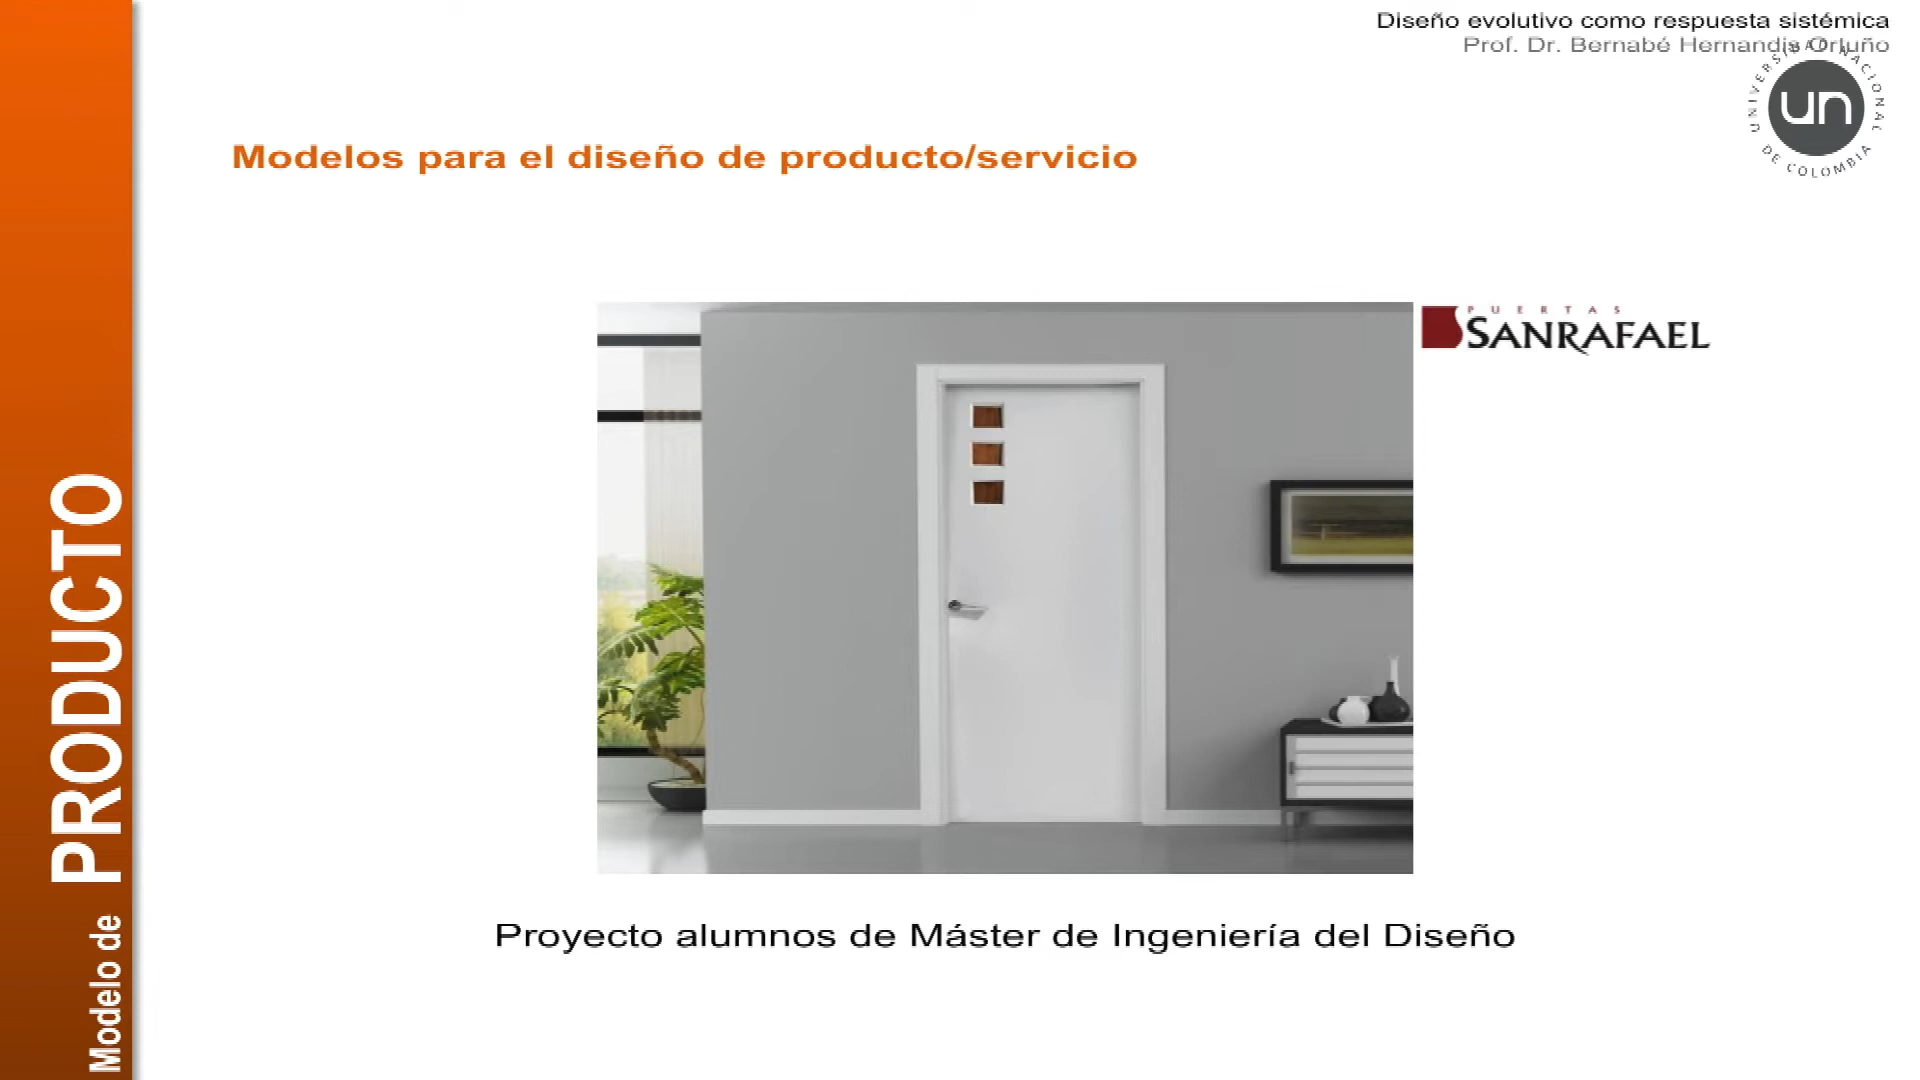 Diseño evolutivo como respuesta sistémica
Prof. Dr. Bernabé Hernandis Ortuño
UNIVERSIDAD NACIONAL
un
DE COLOMBIA
Modelos para el diseño de producto/servicio
PUERTAS
SANRAFAEL
Modelo de PRODUCTO
Proyecto alumnos de Máster de Ingeniería del Diseño